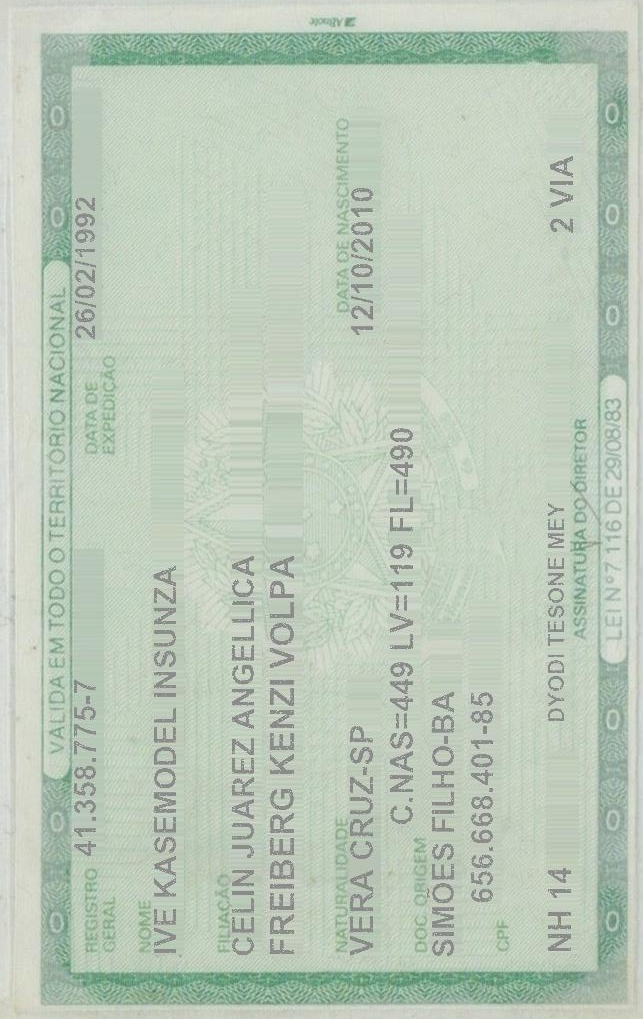 VÁLIDA EM TODO O TERRITÓRIO NACIONAL
REGISTRO GERAL 41.358.775-7 DATA DE EXPEDIÇÃO 26/02/1992
NOME
IVE KASEMODEL INSUNZA
FILIAÇÃO
CELIN JUAREZ ANGELLICA
FREIBERG KENZI VOLPA
NATURALIDADE DATA DE NASCIMENTO
VERA CRUZ-SP 12/10/2010
DOC. ORIGEM C.NAS=449 LV=119 FL=490
SIMÕES FILHO-BA
CPF 656.668.401-85
NH 14 DYODI TESONE MEY 2 VIA
ASSINATURA DO DIRETOR
LEI Nº 7 116 DE 29/08/83